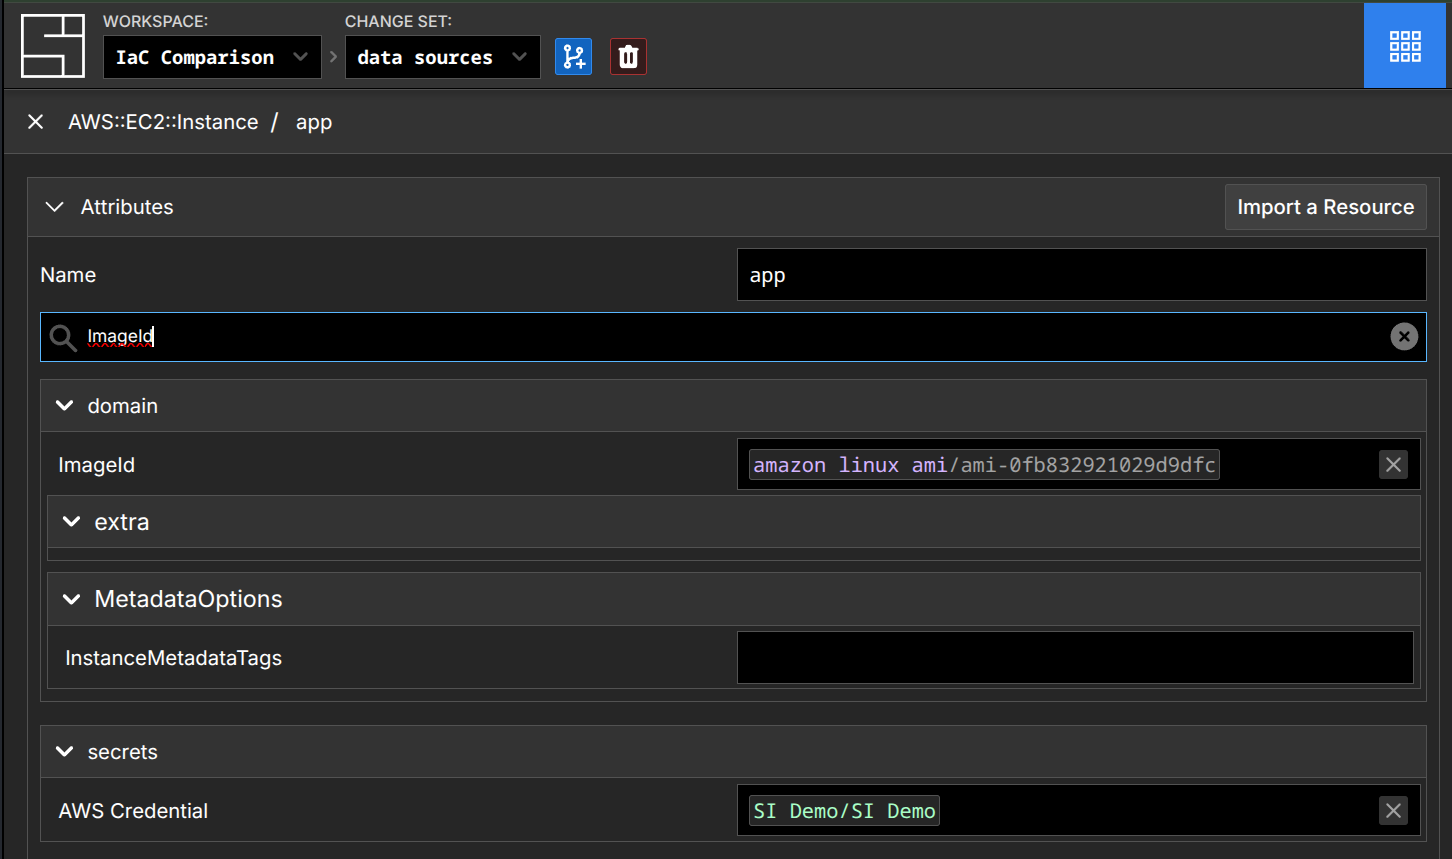 WORKSPACE:
CHANGE SET:
IaC Comparison
data sources
AWS::EC2::Instance / app
Attributes
Import a Resource
Name
app
ImageId
domain
ImageId
amazon linux ami/ami-0fb832921029d9dfc
extra
MetadataOptions
InstanceMetadataTags
secrets
AWS Credential
SI Demo/SI Demo